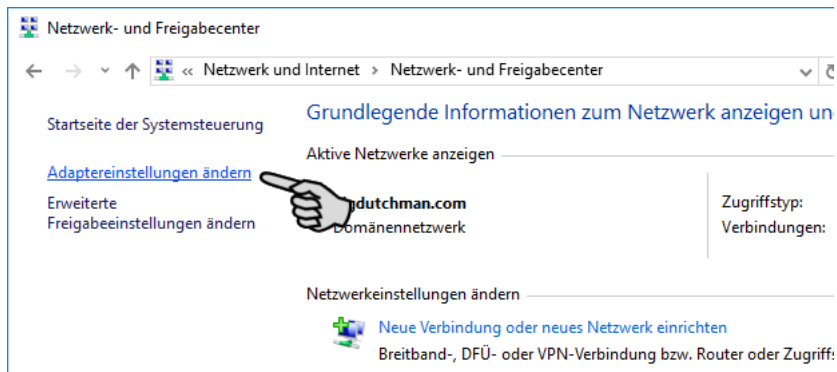 Netzwerk- und Freigabecenter
« Netzwerk und Internet > Netzwerk- und Freigabecenter
Startseite der Systemsteuerung
Adaptereinstellungen ändern
Erweiterte
Freigabeeinstellungen ändern
Grundlegende Informationen zum Netzwerk anzeigen
Aktive Netzwerke anzeigen
Domänennetzwerk
Zugriffstyp:
Verbindungen:
Netzwerkeinstellungen ändern
Neue Verbindung oder neues Netzwerk einrichten
Breitband-, DFÜ- oder VPN-Verbindung bzw. Router oder